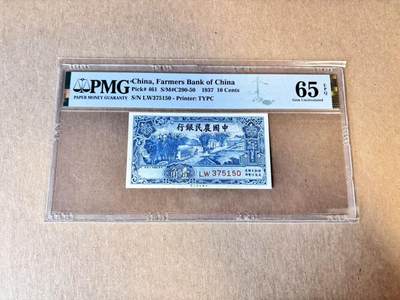 PMG
PAPER MONEY GUARANTY
China, Farmers Bank of China
Pick# 461 S/M#C290-50 1937 10 Cents
S/N LW375150 - Printer: TYPC
65 EPQ
Gem Uncirculated
行銀民農國中
LW 375150